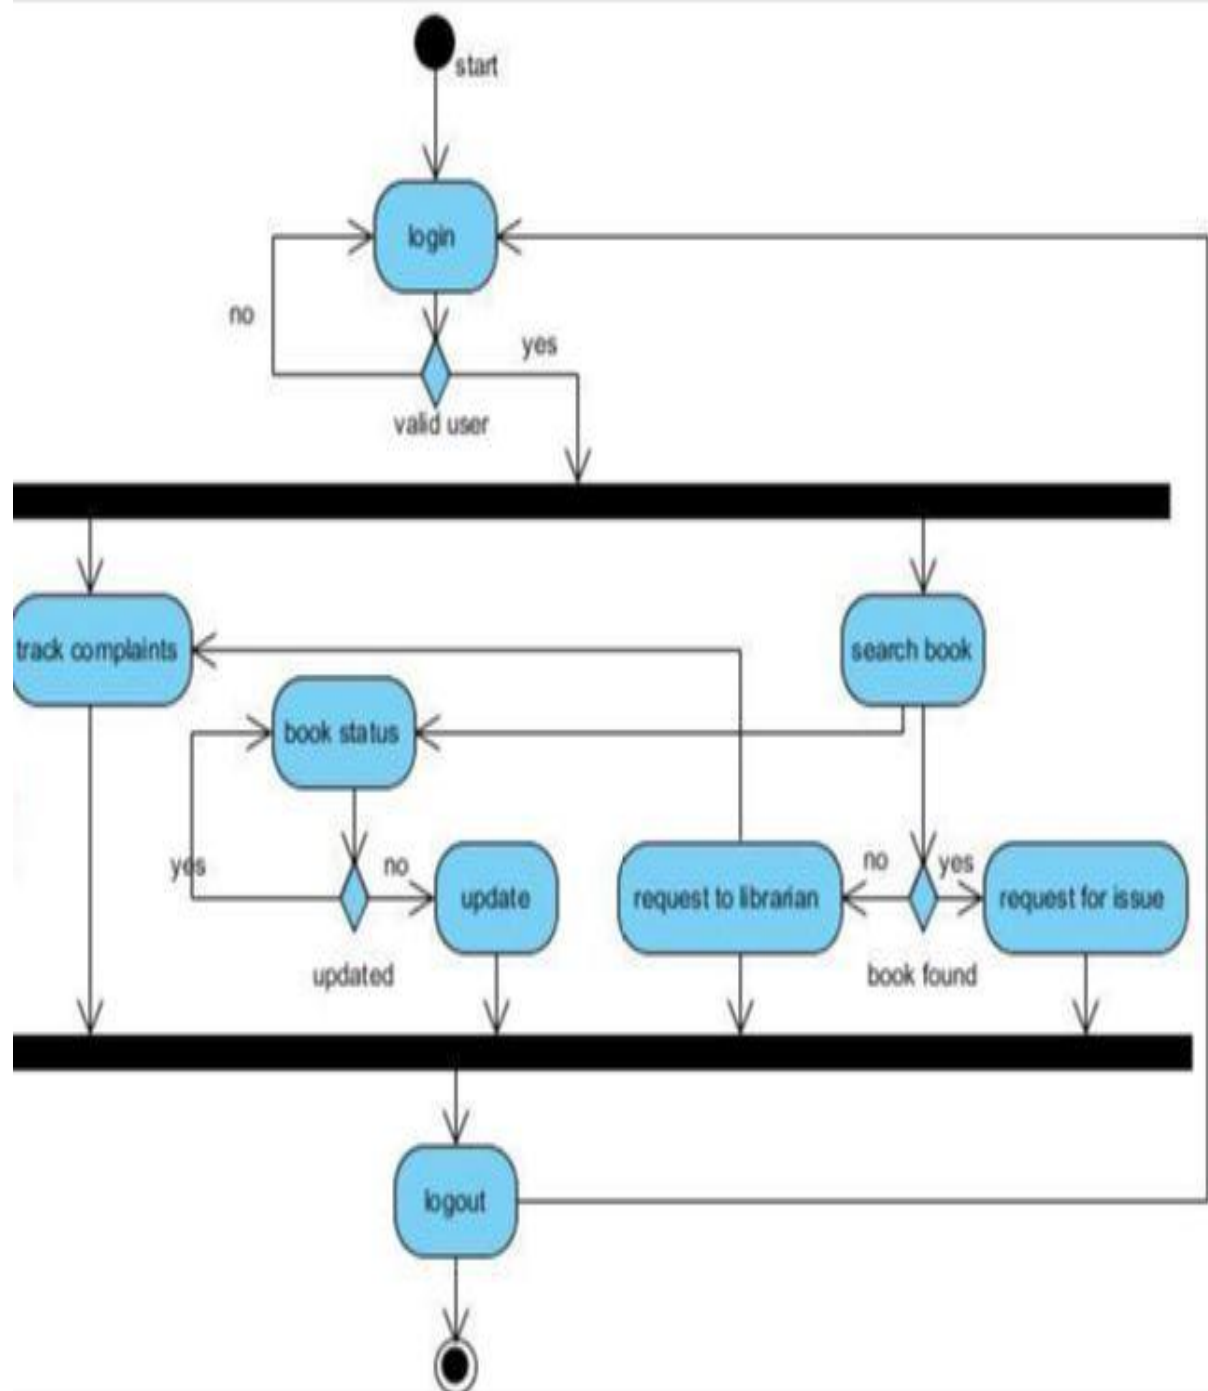 start
login
no
yes
valid user
track complaints
search book
book status
yes
no
update
request to librarian
no
yes
request for issue
updated
book found
logout